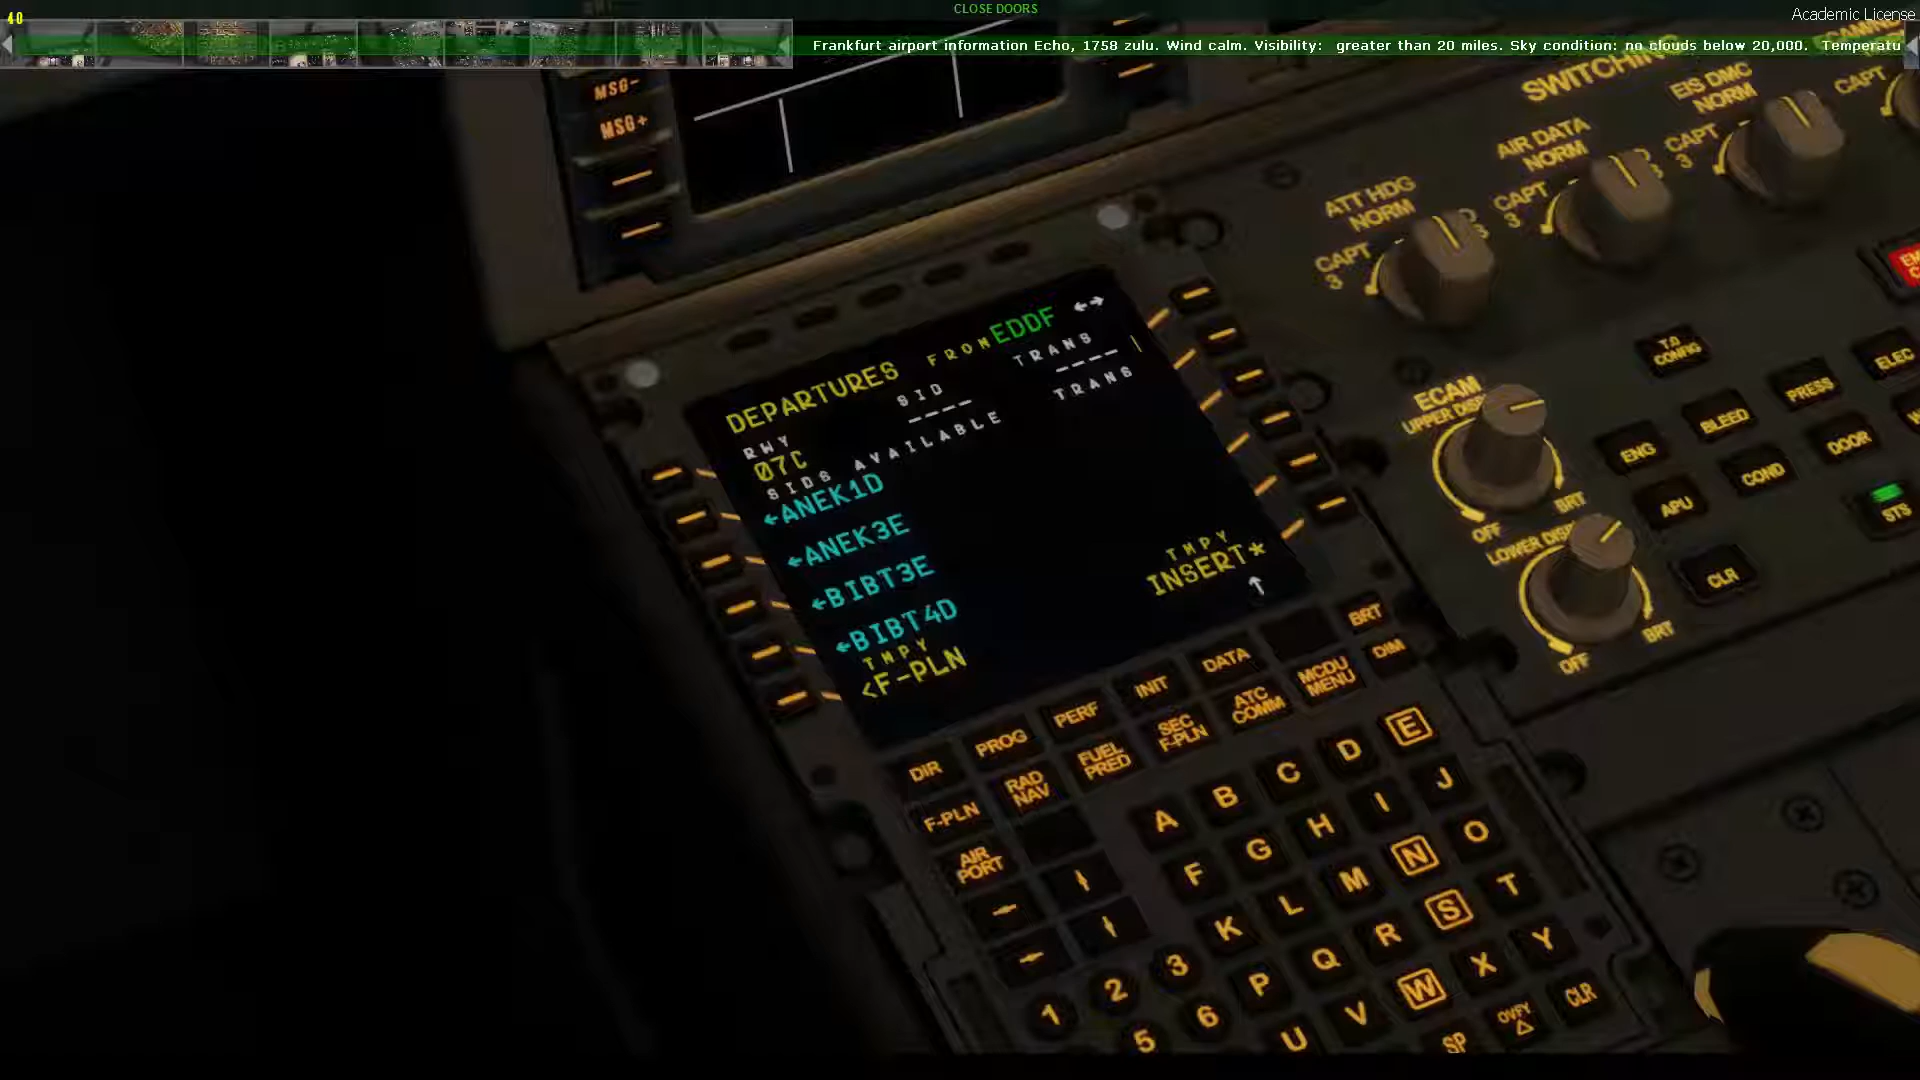 40
CLOSE DOORS
Academic License
Frankfurt airport information Echo, 1758 zulu. Wind calm. Visibility: greater than 20 miles. Sky condition: no clouds below 20,000. Temperatu
MSG-
MSG+
SWITCHING
ATT HDG
NORM
CAPT
3
AIR DATA
NORM
CAPT
3
3
EIS DMC
NORM
CAPT
3
CAPT
DEPARTURES FROM EDDF ←→
RWY SID TRANS
07C ---- ----
SIDS AVAILABLE TRANS
←ANEK1D
←ANEK3E
←BIBT3E
←BIBT4D
TMPY TMPY
<F-PLN INSERT*
↑
ECAM
UPPER DISP
OFF BRT
LOWER DISP
OFF BRT
T.O
CONFIG
ENG BLEED PRESS ELEC
APU COND DOOR
CLR STS
DIR PROG PERF INIT DATA BRT
F-PLN RAD NAV FUEL PRED SEC F-PLN ATC COMM MCDU MENU DIM
AIR PORT
A B C D E
F G H I J
K L M N O
P Q R S T
U V W X Y
SP OVFY △ CLR
1 2 3
5 6